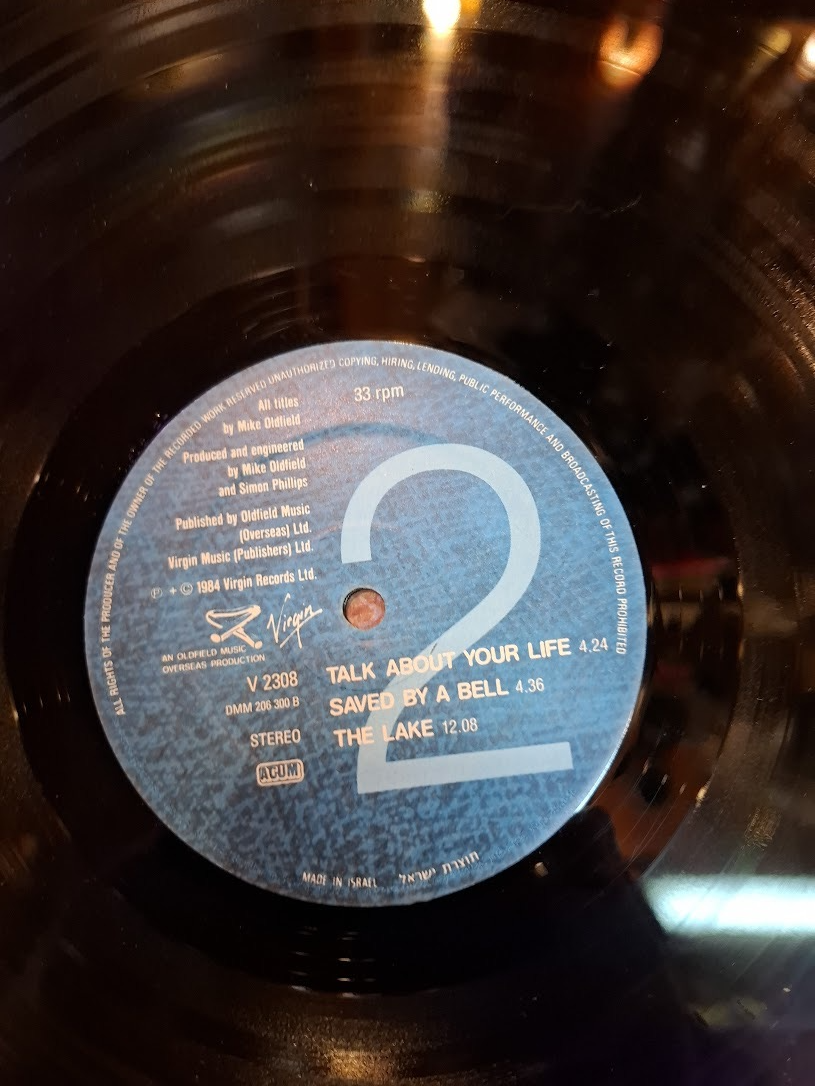 ALL RIGHTS OF THE PRODUCER AND OF THE OWNER OF THE RECORDED WORK RESERVED UNAUTHORIZED COPYING, HIRING, LENDING, PUBLIC PERFORMANCE AND BROADCASTING OF THIS RECORD PROHIBITED
33 rpm
All titles
by Mike Oldfield
Produced and engineered
by Mike Oldfield
and Simon Phillips
Published by Oldfield Music
(Overseas) Ltd.
Virgin Music (Publishers) Ltd.
℗ + © 1984 Virgin Records Ltd.
2
Virgin
AN OLDFIELD MUSIC
OVERSEAS PRODUCTION
V 2308
DMM 206 300 B
STEREO
ACUM
TALK ABOUT YOUR LIFE 4.24
SAVED BY A BELL 4.36
THE LAKE 12.08
MADE IN ISRAEL תוצרת ישראל